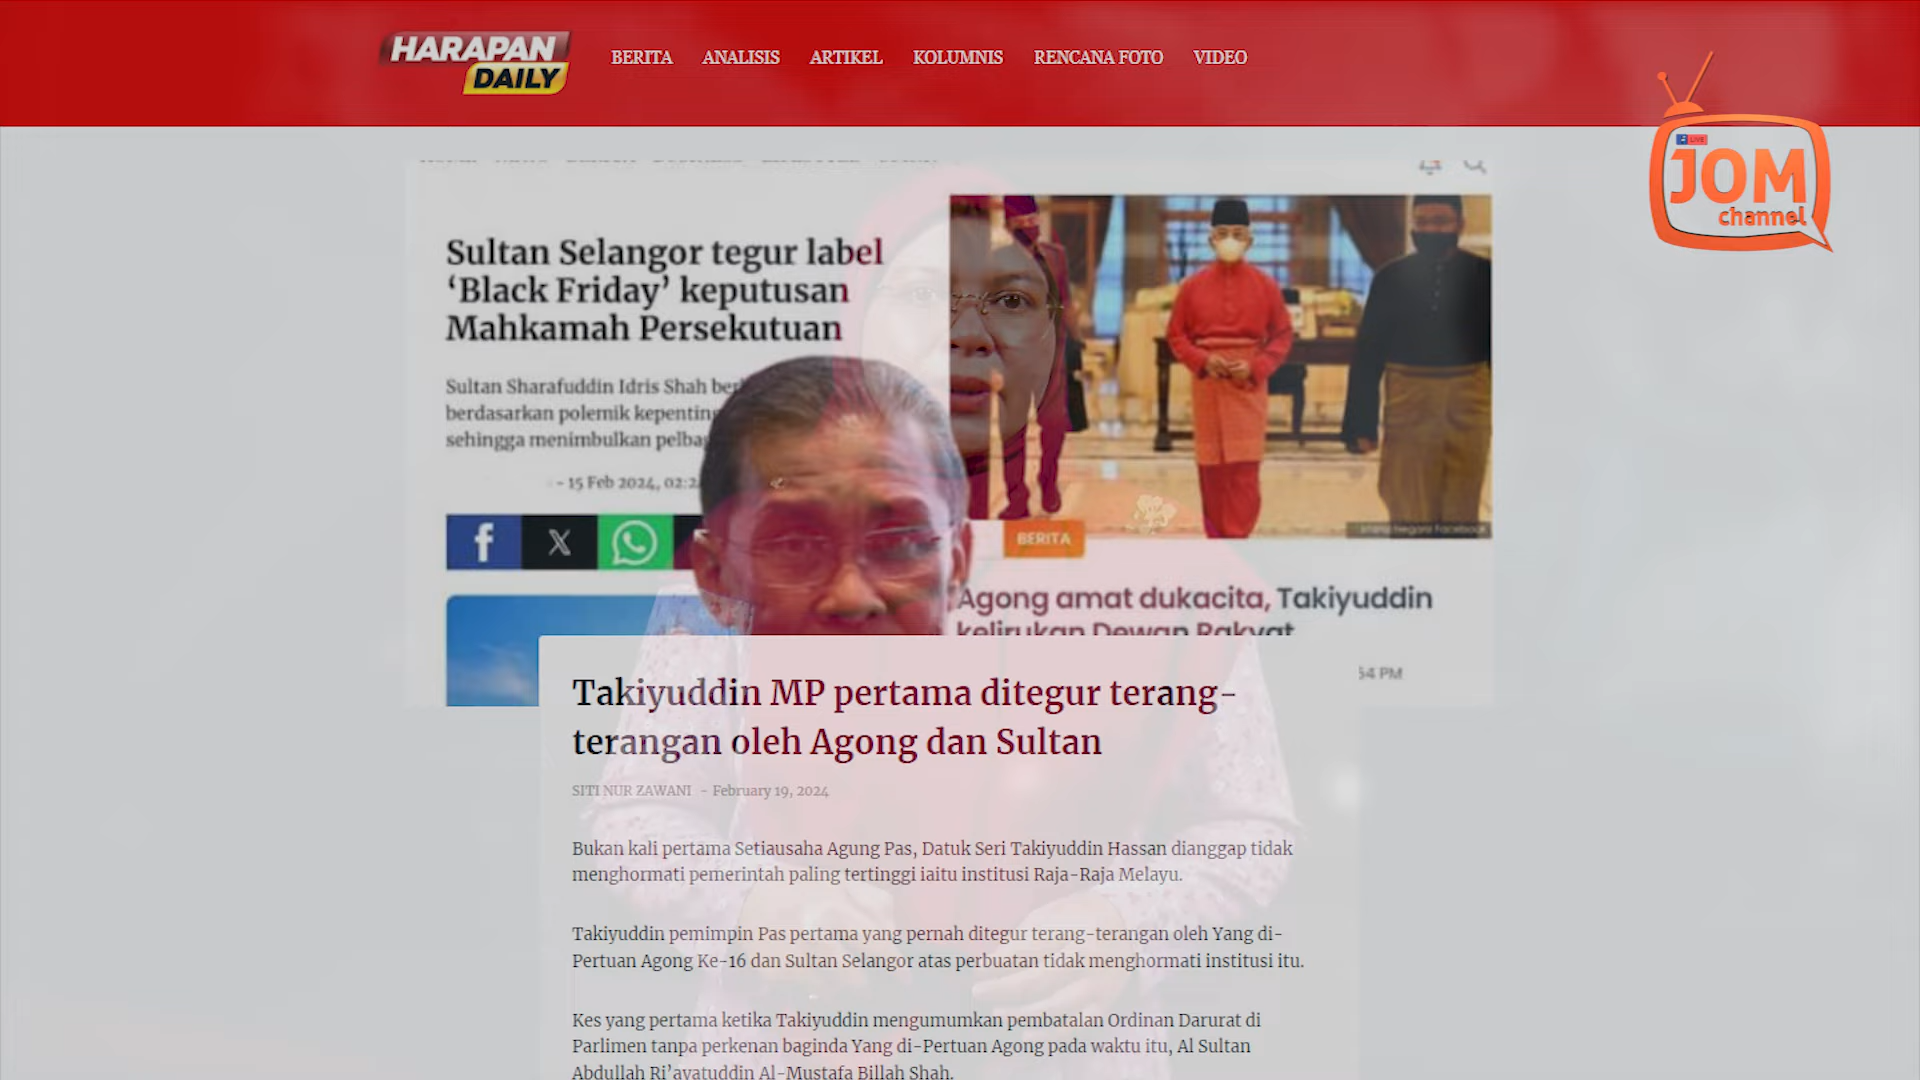 HARAPAN
DAILY
BERITA ANALISIS ARTIKEL KOLUMNIS RENCANA FOTO VIDEO
LIVE
JOM
channel
Sultan Selangor tegur label
‘Black Friday’ keputusan
Mahkamah Persekutuan
Sultan Sharafuddin Idris Shah
berdasarkan polemik
sehingga menimbulkan
- 15 Feb 2024,
BERITA
Agong amat dukacita, Takiyuddin
kelirukan Dewan Rakyat
54 PM
Takiyuddin MP pertama ditegur terang-
terangan oleh Agong dan Sultan
SITI NUR ZAWANI - February 19, 2024
Bukan kali pertama Setiausaha Agung Pas, Datuk Seri Takiyuddin Hassan dianggap tidak
menghormati pemerintah paling tertinggi iaitu institusi Raja-Raja Melayu.
Takiyuddin pemimpin Pas pertama yang pernah ditegur terang-terangan oleh Yang di-
Pertuan Agong Ke-16 dan Sultan Selangor atas perbuatan tidak menghormati institusi itu.
Kes yang pertama ketika Takiyuddin mengumumkan pembatalan Ordinan Darurat di
Parlimen tanpa perkenan baginda Yang di-Pertuan Agong pada waktu itu, Al Sultan
Abdullah Ri’ayatuddin Al-Mustafa Billah Shah.